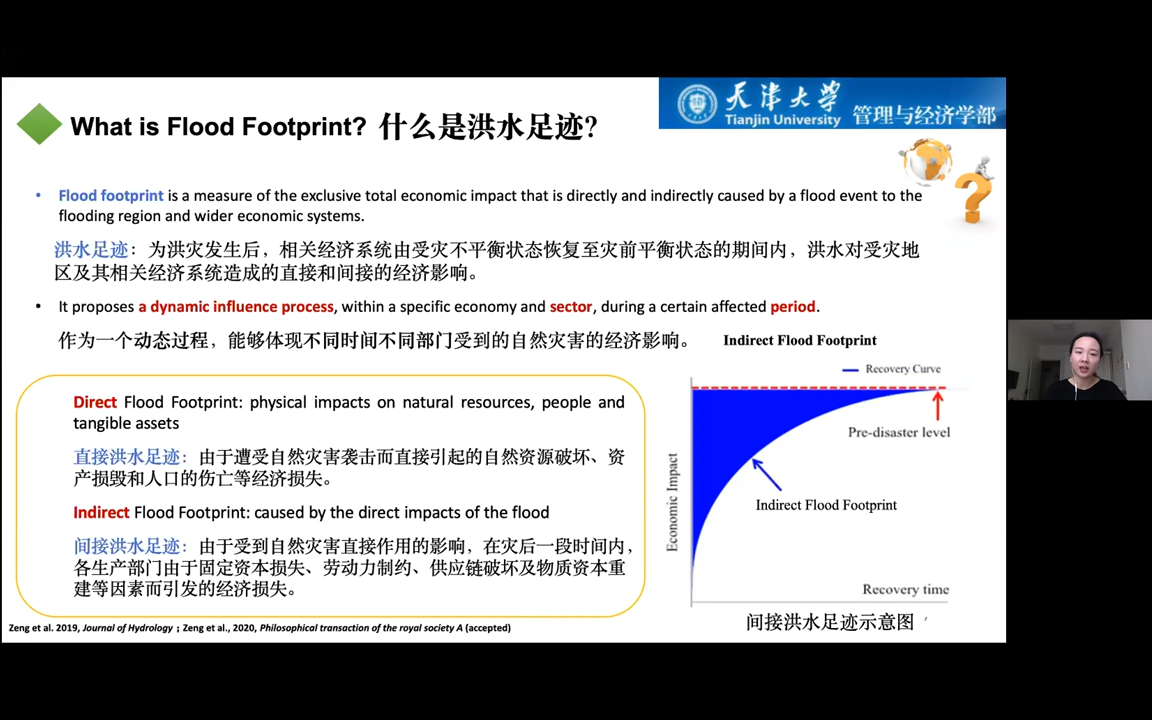 天津大学
Tianjin University
管理与经济学部
What is Flood Footprint? 什么是洪水足迹?
• Flood footprint is a measure of the exclusive total economic impact that is directly and indirectly caused by a flood event to the
flooding region and wider economic systems.
洪水足迹：为洪灾发生后，相关经济系统由受灾不平衡状态恢复至灾前平衡状态的期间内，洪水对受灾地
区及其相关经济系统造成的直接和间接的经济影响。
• It proposes a dynamic influence process, within a specific economy and sector, during a certain affected period.
作为一个动态过程，能够体现不同时间不同部门受到的自然灾害的经济影响。
Direct Flood Footprint: physical impacts on natural resources, people and
tangible assets
直接洪水足迹：由于遭受自然灾害袭击而直接引起的自然资源破坏、资
产损毁和人口的伤亡等经济损失。
Indirect Flood Footprint: caused by the direct impacts of the flood
间接洪水足迹：由于受到自然灾害直接作用的影响，在灾后一段时间内，
各生产部门由于固定资本损失、劳动力制约、供应链破坏及物质资本重
建等因素而引发的经济损失。
Indirect Flood Footprint
Recovery Curve
Pre-disaster level
Indirect Flood Footprint
Economic Impact
Recovery time
间接洪水足迹示意图
Zeng et al. 2019, Journal of Hydrology ; Zeng et al., 2020, Philosophical transaction of the royal society A (accepted)